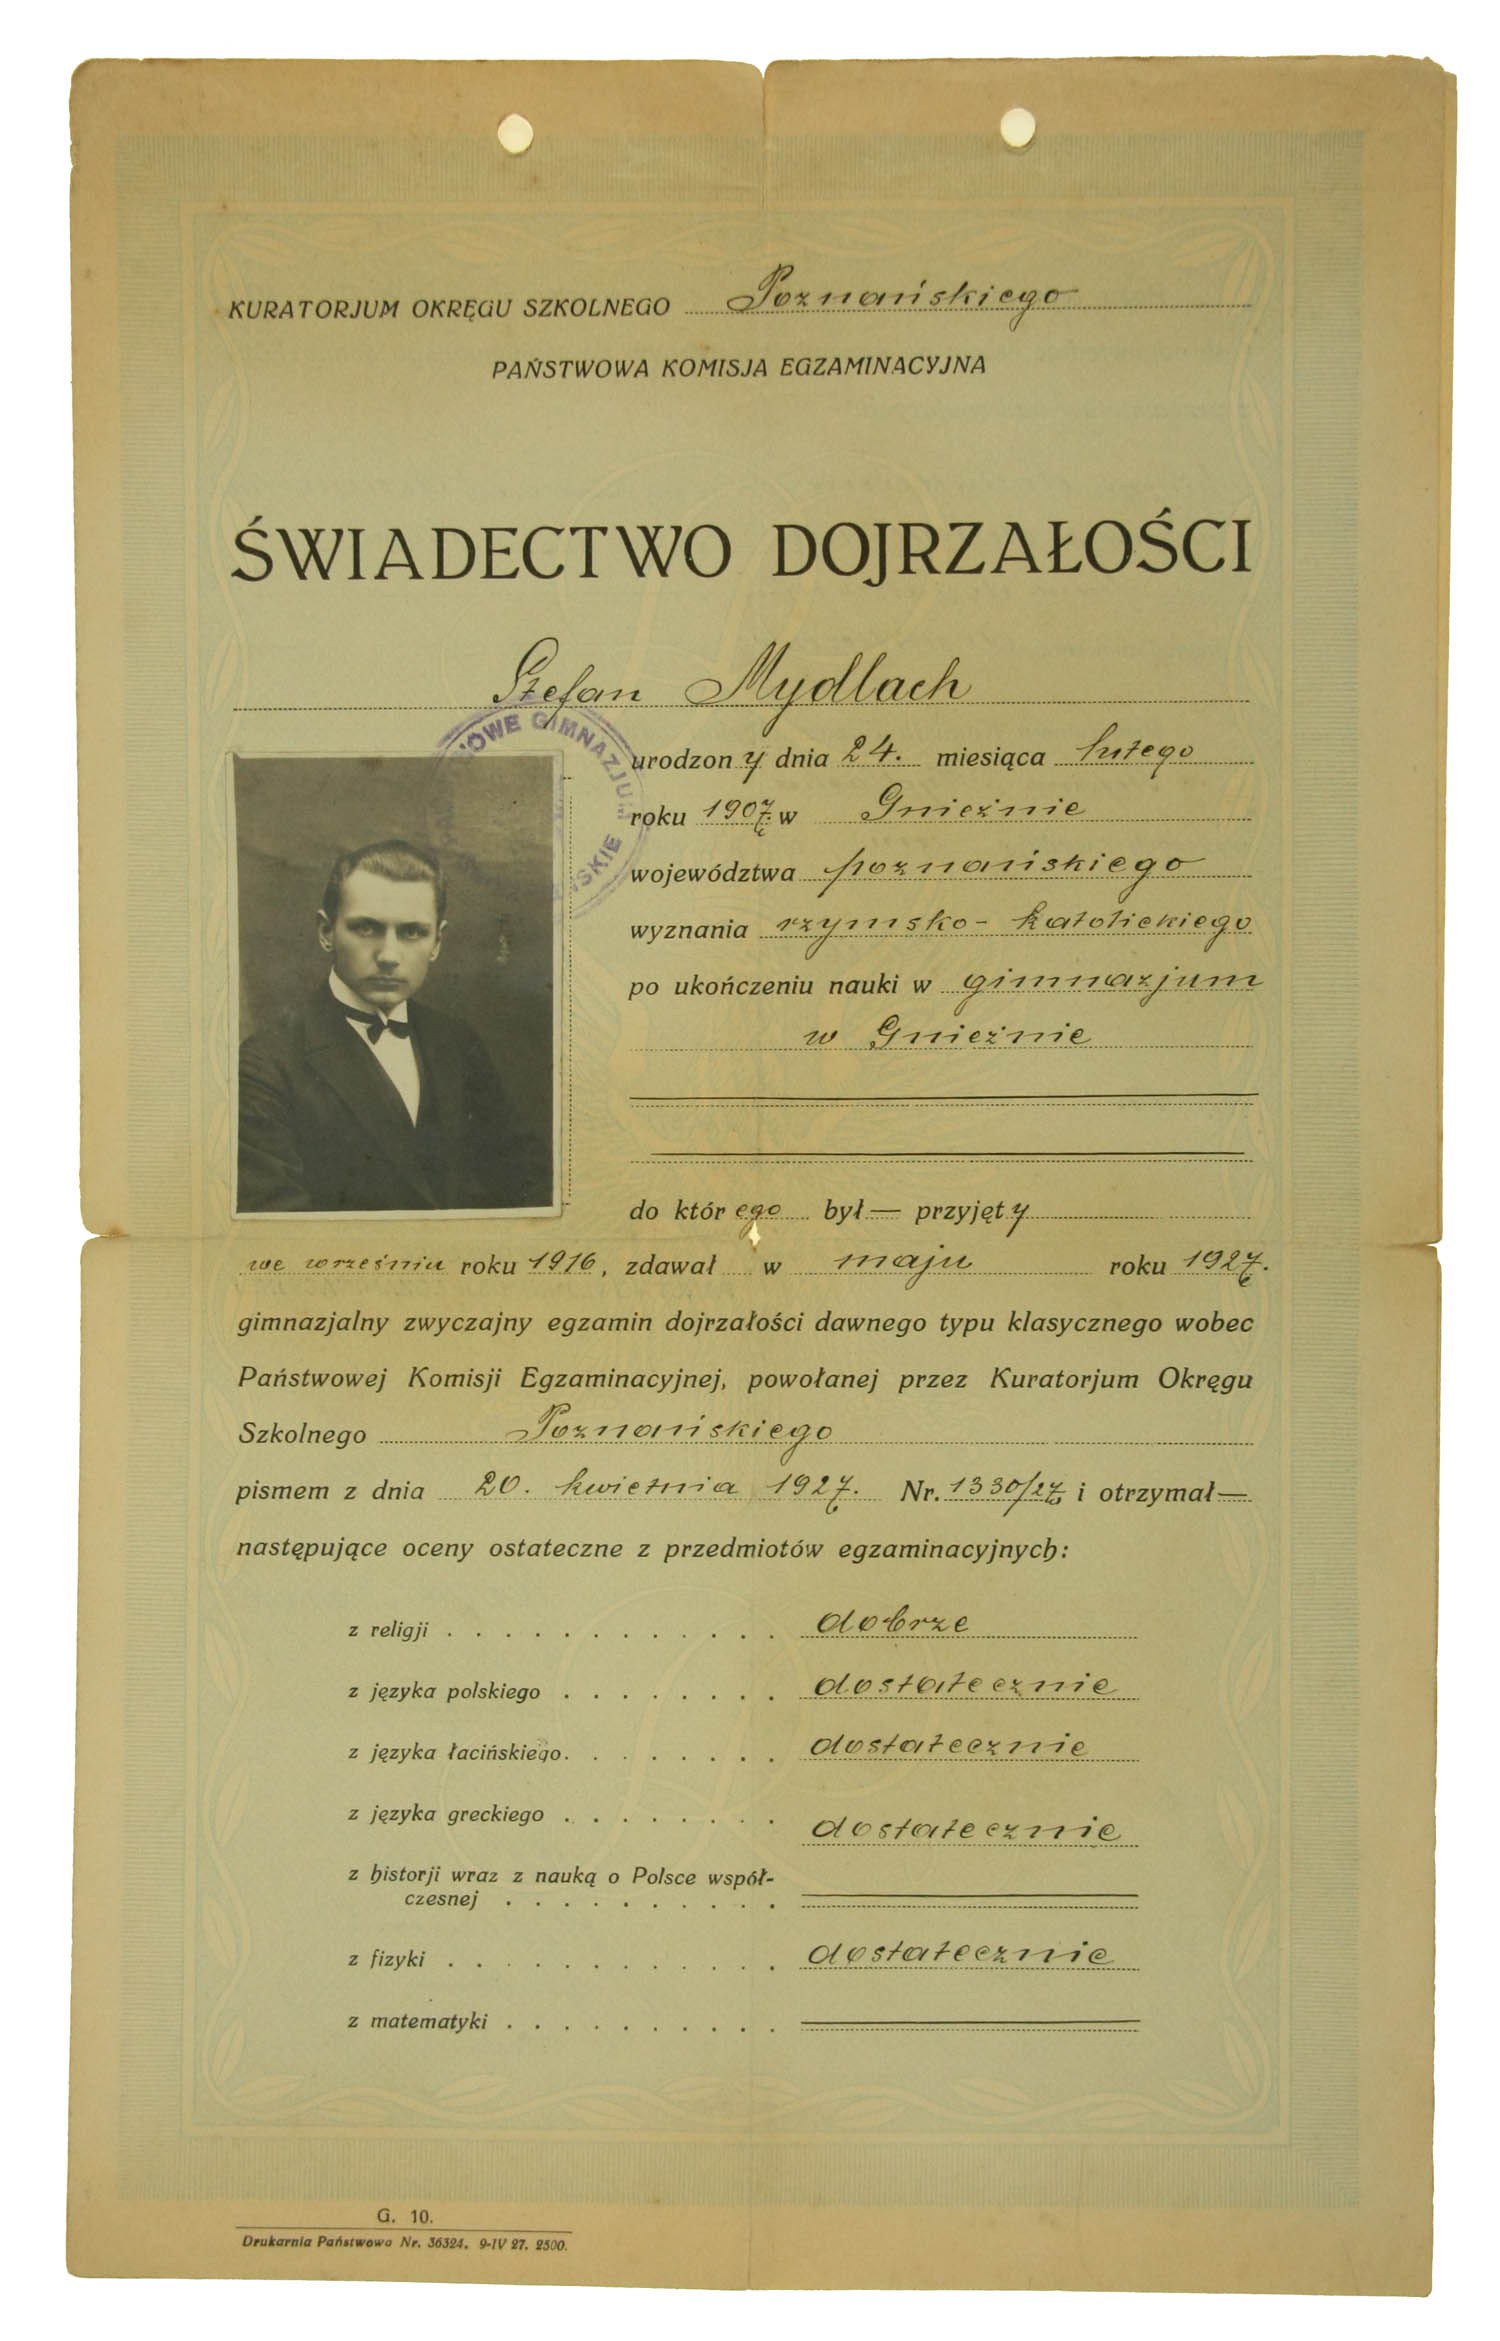 KURATORJUM OKRĘGU SZKOLNEGO Poznańskiego
PAŃSTWOWA KOMISJA EGZAMINACYJNA
ŚWIADECTWO DOJRZAŁOŚCI
Stefan Mydlach
OWE GIMNAZJUM
SKIE
urodzony dnia 24. miesiąca lutego
roku 1907 w Gnieźnie
województwa poznańskiego
wyznania rzymsko-katolickiego
po ukończeniu nauki w gimnazjum
w Gnieźnie
do którego był— przyjęty
we wrześniu roku 1916, zdawał w maju roku 1927.
gimnazjalny zwyczajny egzamin dojrzałości dawnego typu klasycznego wobec
Państwowej Komisji Egzaminacyjnej, powołanej przez Kuratorjum Okręgu
Szkolnego Poznańskiego
pismem z dnia 20. kwietnia 1927. Nr. 1330/27 i otrzymał—
następujące oceny ostateczne z przedmiotów egzaminacyjnych:
z religji . . . . . . . . . . . . dobrze
z języka polskiego . . . . . . . . dostatecznie
z języka łacińskiego . . . . . . . . dostatecznie
z języka greckiego . . . . . . . . dostatecznie
z historji wraz z nauką o Polsce współ-
czesnej . . . . . . . . . .
z fizyki . . . . . . . . . . . . dostatecznie
z matematyki . . . . . . . . . .
G. 10.
Drukarnia Państwowa Nr. 36324. 9-IV 27. 2500.